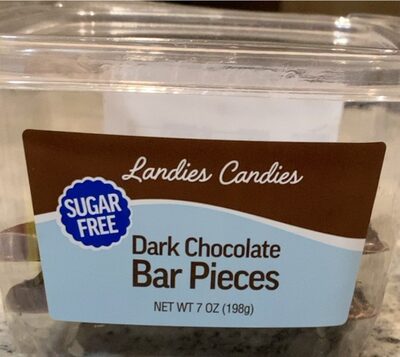 Landies Candies
SUGAR
FREE
Dark Chocolate
Bar Pieces
NET WT 7 OZ (198g)